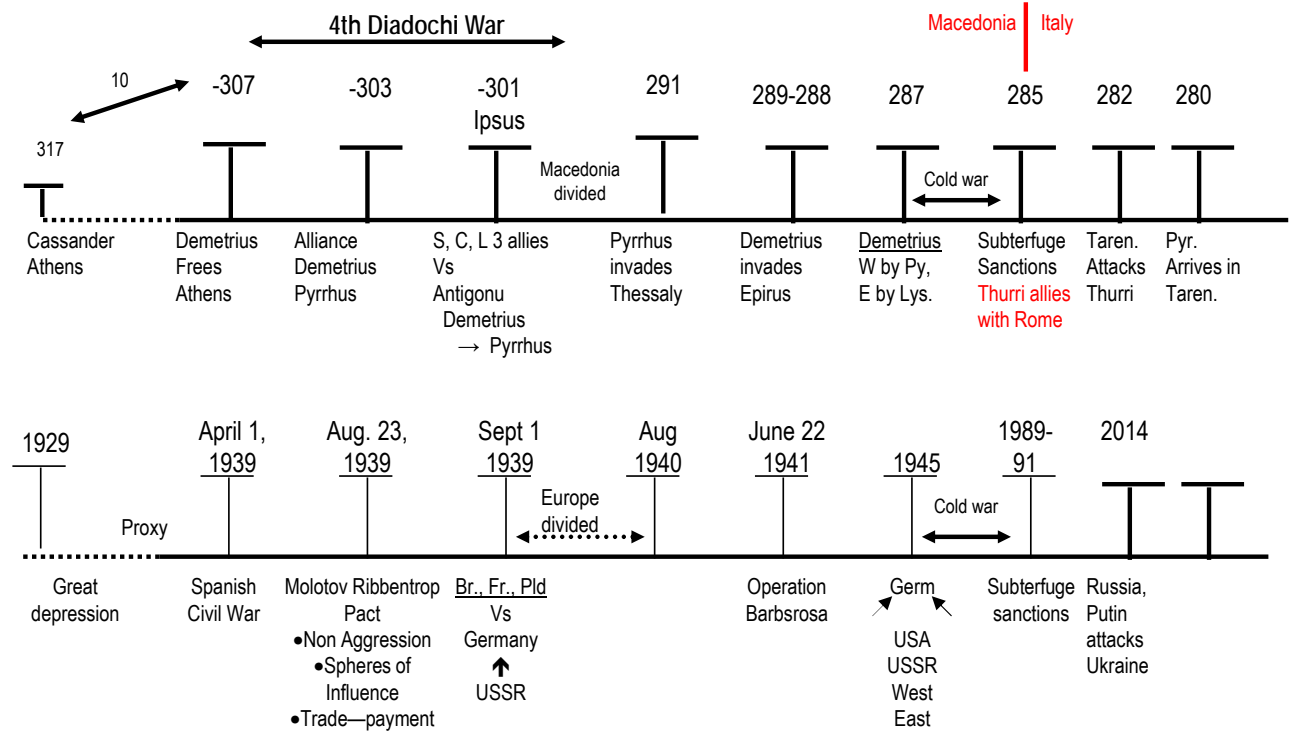 4th Diadochi War
Macedonia
Italy
10
-307
-303
-301
Ipsus
291
289-288
287
285
282
280
317
Macedonia
divided
Cold war
Cassander
Athens
Demetrius
Frees
Athens
Alliance
Demetrius
Pyrrhus
S, C, L 3 allies
Vs
Antigonu
Demetrius
→ Pyrrhus
Pyrrhus
invades
Thessaly
Demetrius
invades
Epirus
Demetrius
W by Py,
E by Lys.
Subterfuge
Sanctions
Thurri allies
with Rome
Taren.
Attacks
Thurri
Pyr.
Arrives in
Taren.
1929
April 1,
1939
Aug. 23,
1939
Sept 1
1939
Aug
1940
June 22
1941
1945
1989-
91
2014
Proxy
Europe
divided
Cold war
Great
depression
Spanish
Civil War
Molotov Ribbentrop
Pact
•Non Aggression
•Spheres of
Influence
•Trade—payment
Br., Fr., Pld
Vs
Germany
USSR
Operation
Barbsrosa
Germ
USA
USSR
West
East
Subterfuge
sanctions
Russia,
Putin
attacks
Ukraine